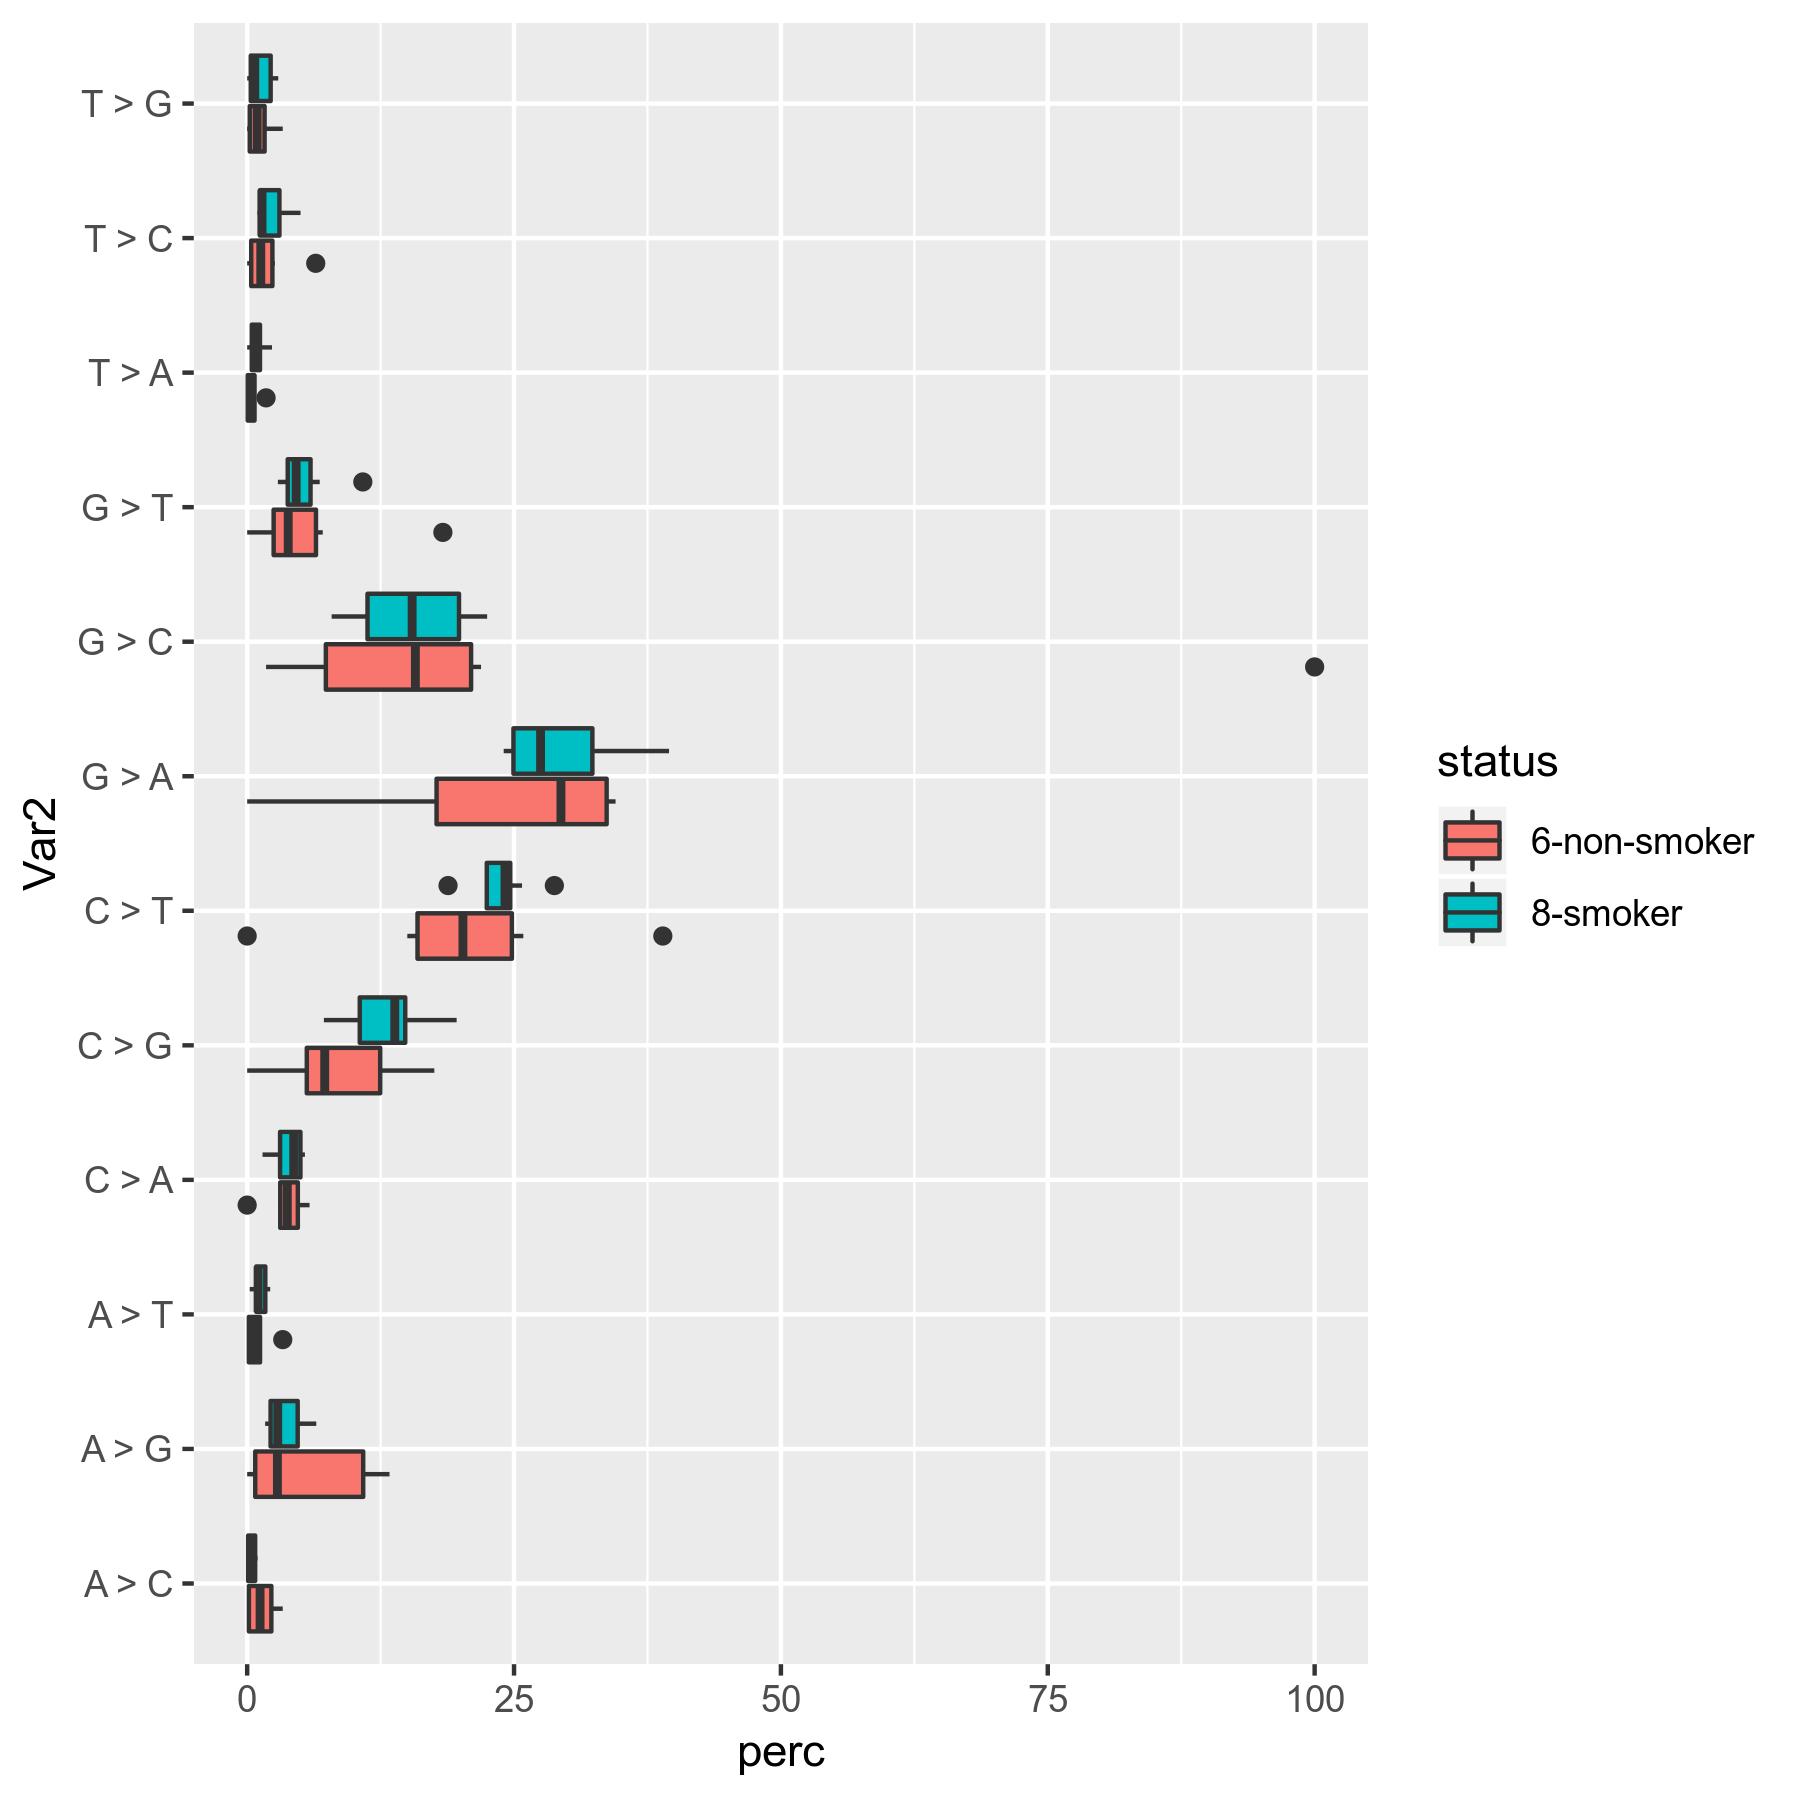 T > G
T > C
T > A
G > T
G > C
G > A
C > T
C > G
C > A
A > T
A > G
A > C
Var2
0 25 50 75 100
perc
status
6-non-smoker
8-smoker